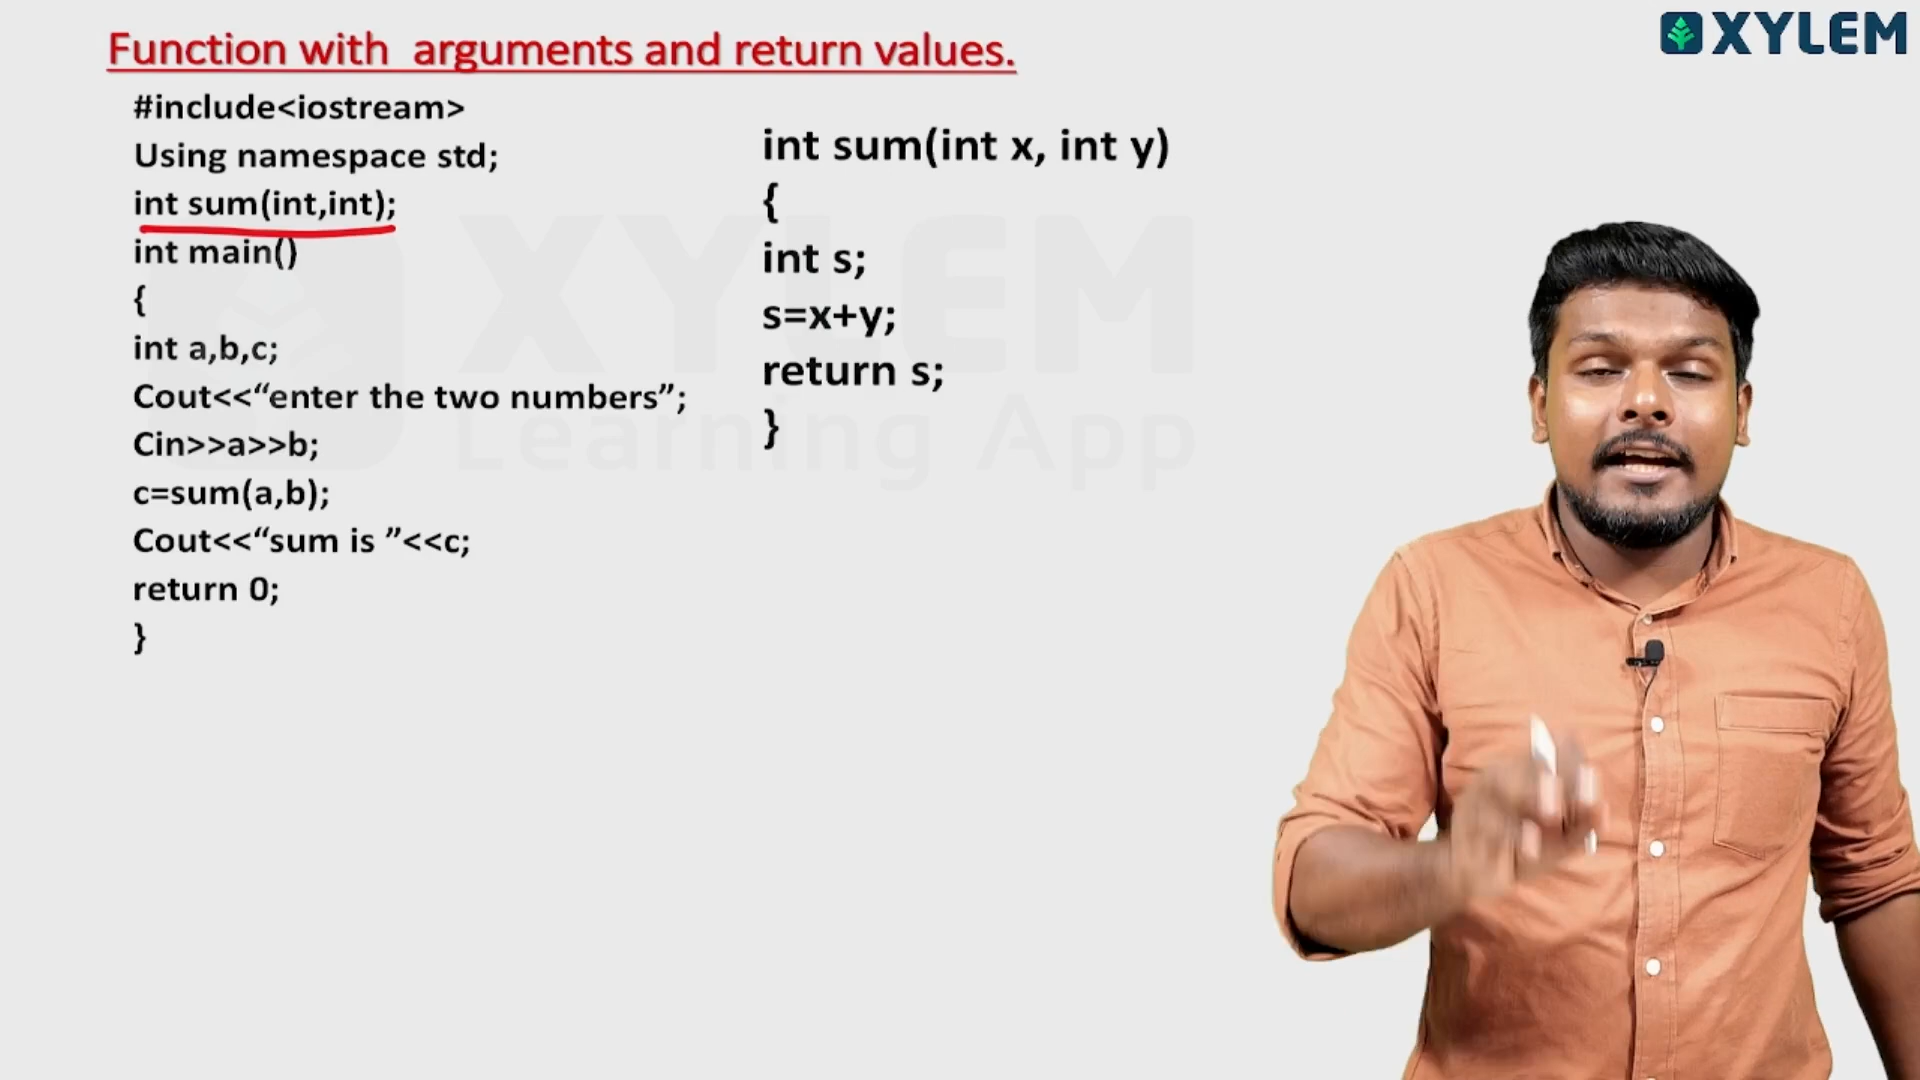 Function with arguments and return values.
XYLEM
#include<iostream>
Using namespace std;
int sum(int,int);
int main()
{
int a,b,c;
Cout<<“enter the two numbers”;
Cin>>a>>b;
c=sum(a,b);
Cout<<“sum is ”<<c;
return 0;
}
int sum(int x, int y)
{
int s;
s=x+y;
return s;
}
XYLEM
Learning App